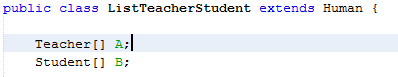 public class ListTeacherStudent extends Human {
Teacher[] A;
Student[] B;